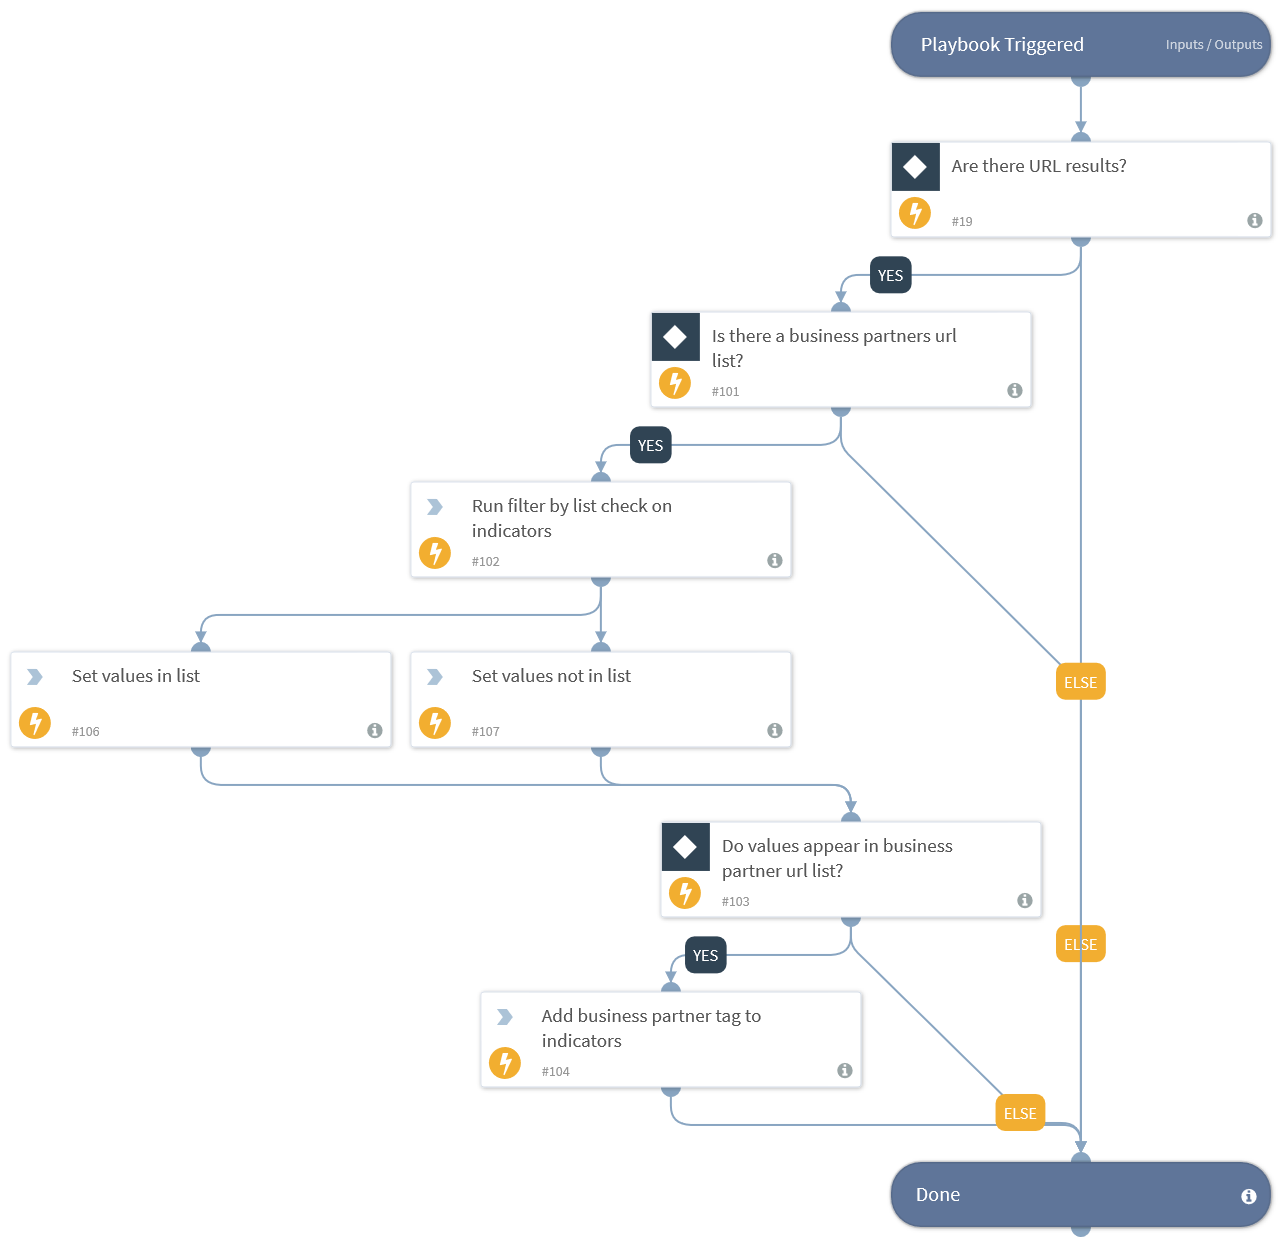 Playbook Triggered
Inputs / Outputs
Are there URL results?
#19
YES
Is there a business partners url
list?
#101
YES
Run filter by list check on
indicators
#102
Set values in list
#106
Set values not in list
#107
ELSE
Do values appear in business
partner url list?
#103
ELSE
YES
Add business partner tag to
indicators
#104
ELSE
Done